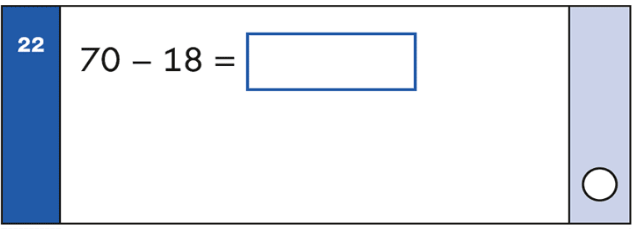 22
70 – 18 =